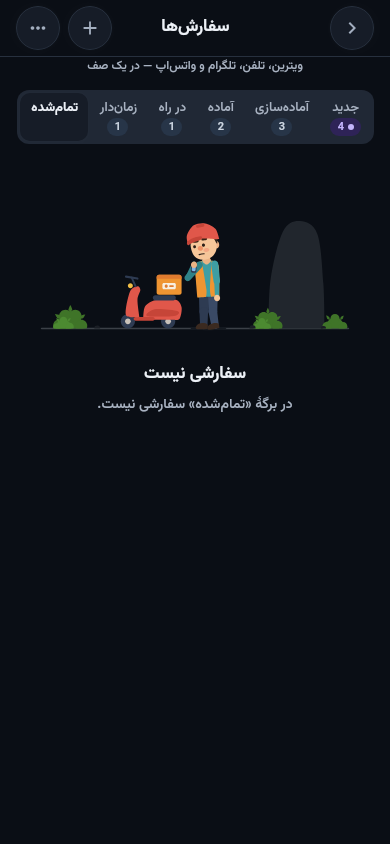 سفارش‌ها
ویترین، تلفن، تلگرام و واتس‌اپ — در یک صف
جدید
4
آماده‌سازی
3
آماده
2
در راه
1
زمان‌دار
1
تمام‌شده
سفارشی نیست
در برگهٔ «تمام‌شده» سفارشی نیست.